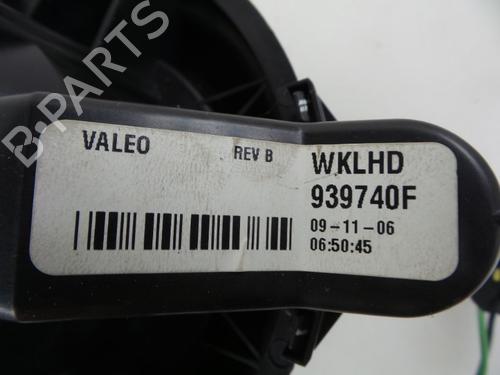 B-PARTS
VALEO
REV B
WKLHD
939740F
09-11-06
06:50:45